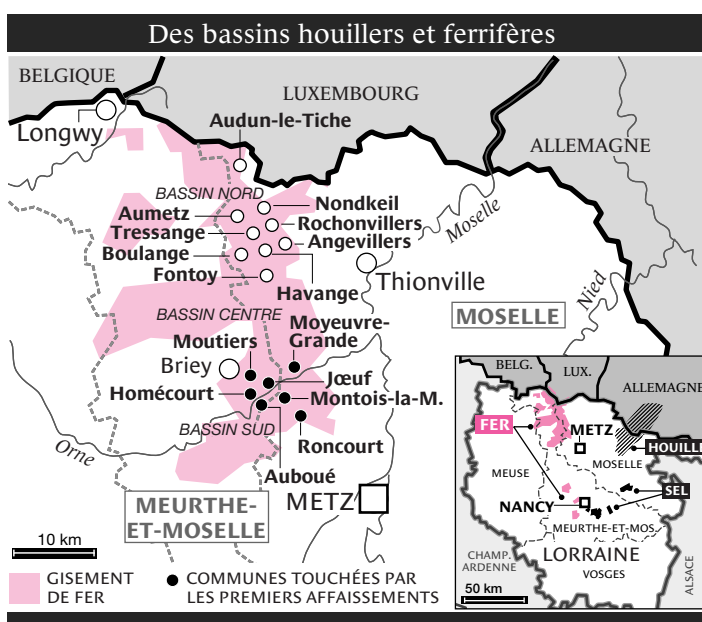 Des bassins houillers et ferrifères
BELGIQUE
LUXEMBOURG
ALLEMAGNE
Longwy
Audun-le-Tiche
BASSIN NORD
Nondkeil
Aumetz
Rochonvillers
Tressange
Angevillers
Boulange
Fontoy
Havange
Moselle
Thionville
Nied
BASSIN CENTRE
Moyeuvre-
Grande
MOSELLE
Moutiers
Briey
Jœuf
Homécourt
Montois-la-M.
BASSIN SUD
Roncourt
Orne
Auboué
METZ
MEURTHE-
ET-MOSELLE
10 km
GISEMENT
DE FER
COMMUNES TOUCHÉES PAR
LES PREMIERS AFFAISSEMENTS
BELG.
LUX.
ALLEMAGNE
FER
METZ
HOUILLE
MOSELLE
MEUSE
SEL
NANCY
MEURTHE-ET-MOS.
CHAMP.
ARDENNE
LORRAINE
VOSGES
ALSACE
50 km